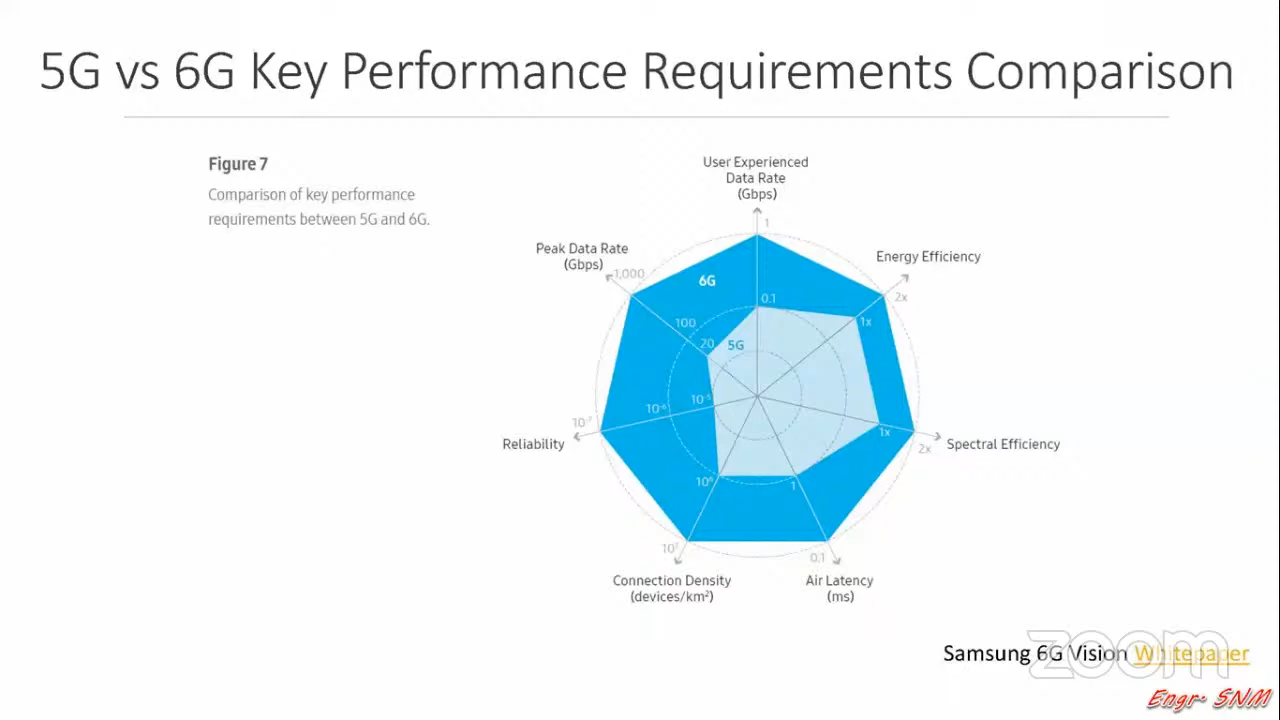 5G vs 6G Key Performance Requirements Comparison
Figure 7
Comparison of key performance
requirements between 5G and 6G.
User Experienced
Data Rate
(Gbps)
1
Peak Data Rate
(Gbps)
1,000
Energy Efficiency
2x
6G
0.1
100
1x
20
5G
10⁻⁵
10⁻⁶
10⁻⁷
Reliability
1x
2x
Spectral Efficiency
10⁶
1
10⁷
0.1
Connection Density
(devices/km²)
Air Latency
(ms)
Samsung 6G Vision Whitepaper
zoom
Engr. SNM